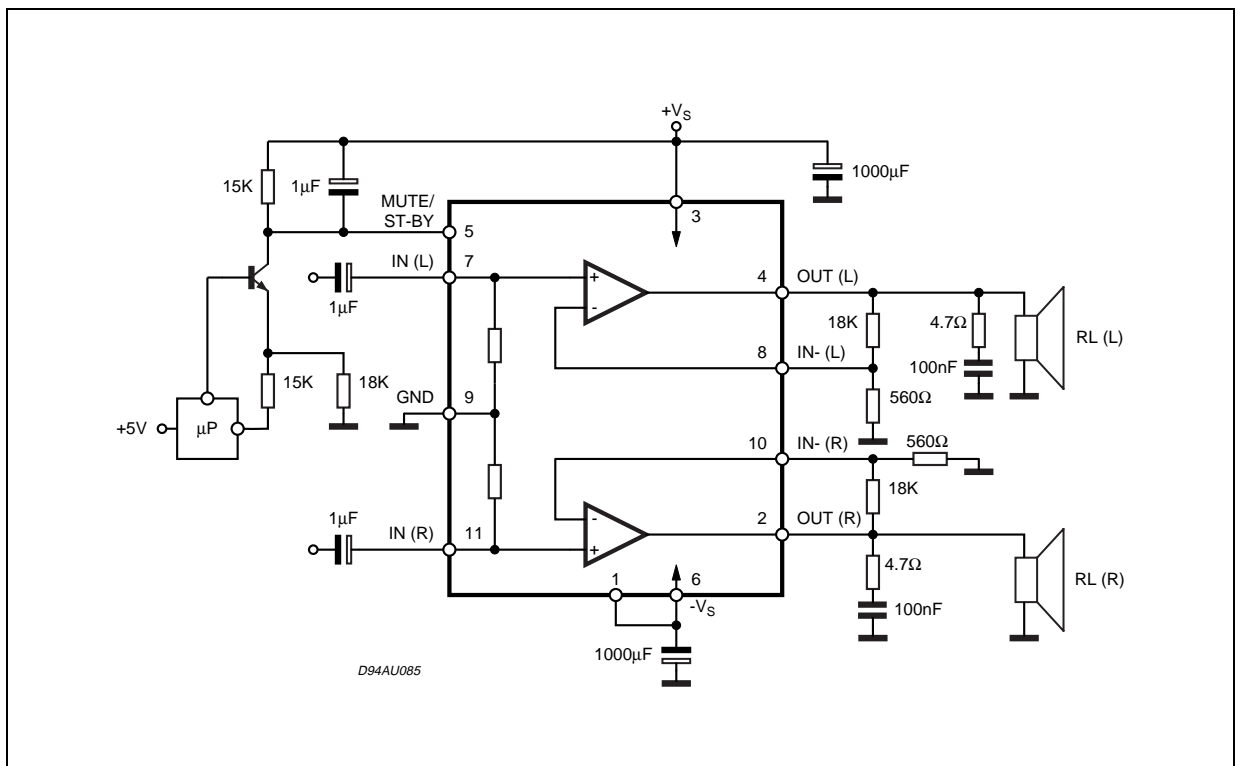 +VS
15K
1µF
1000µF
MUTE/
ST-BY
5
3
IN (L)
7
1µF
+
-
4
OUT (L)
18K
4.7Ω
RL (L)
8
IN- (L)
100nF
15K
18K
GND
9
560Ω
+5V
µP
10
IN- (R)
560Ω
18K
1µF
IN (R)
11
-
+
2
OUT (R)
4.7Ω
RL (R)
100nF
1
6
-VS
1000µF
D94AU085